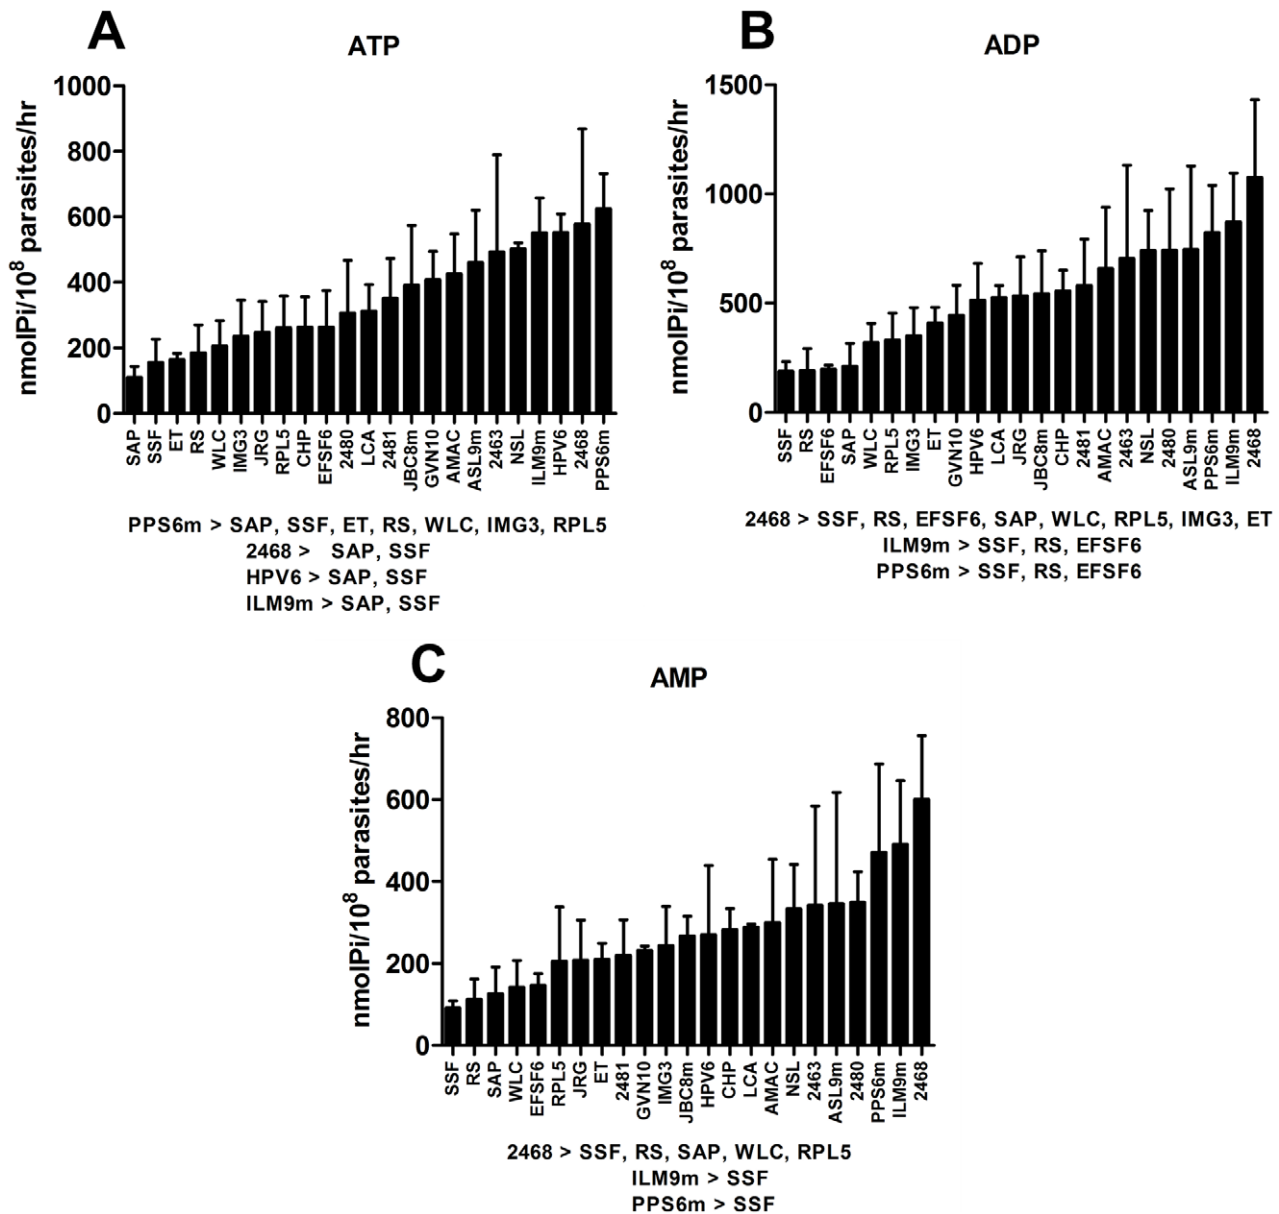 A
ATP
nmolPi/10⁸ parasites/hr
1000
800
600
400
200
0
SAP
SSF
ET
RS
WLC
IMG3
JRG
RPL5
CHP
EFSF6
2480
LCA
2481
JBC8m
GVN10
AMAC
ASL9m
2463
NSL
ILM9m
HPV6
2468
PPS6m
PPS6m > SAP, SSF, ET, RS, WLC, IMG3, RPL5
2468 > SAP, SSF
HPV6 > SAP, SSF
ILM9m > SAP, SSF
B
ADP
nmolPi/10⁸ parasites/hr
1500
1000
500
0
SSF
RS
EFSF6
SAP
WLC
RPL5
IMG3
ET
GVN10
HPV6
LCA
JRG
JBC8m
CHP
2481
AMAC
2463
NSL
2480
ASL9m
PPS6m
ILM9m
2468
2468 > SSF, RS, EFSF6, SAP, WLC, RPL5, IMG3, ET
ILM9m > SSF, RS, EFSF6
PPS6m > SSF, RS, EFSF6
C
AMP
nmolPi/10⁸ parasites/hr
800
600
400
200
0
SSF
RS
SAP
WLC
EFSF6
RPL5
JRG
ET
2481
GVN10
IMG3
JBC8m
HPV6
CHP
LCA
AMAC
NSL
2463
ASL9m
2480
PPS6m
ILM9m
2468
2468 > SSF, RS, SAP, WLC, RPL5
ILM9m > SSF
PPS6m > SSF